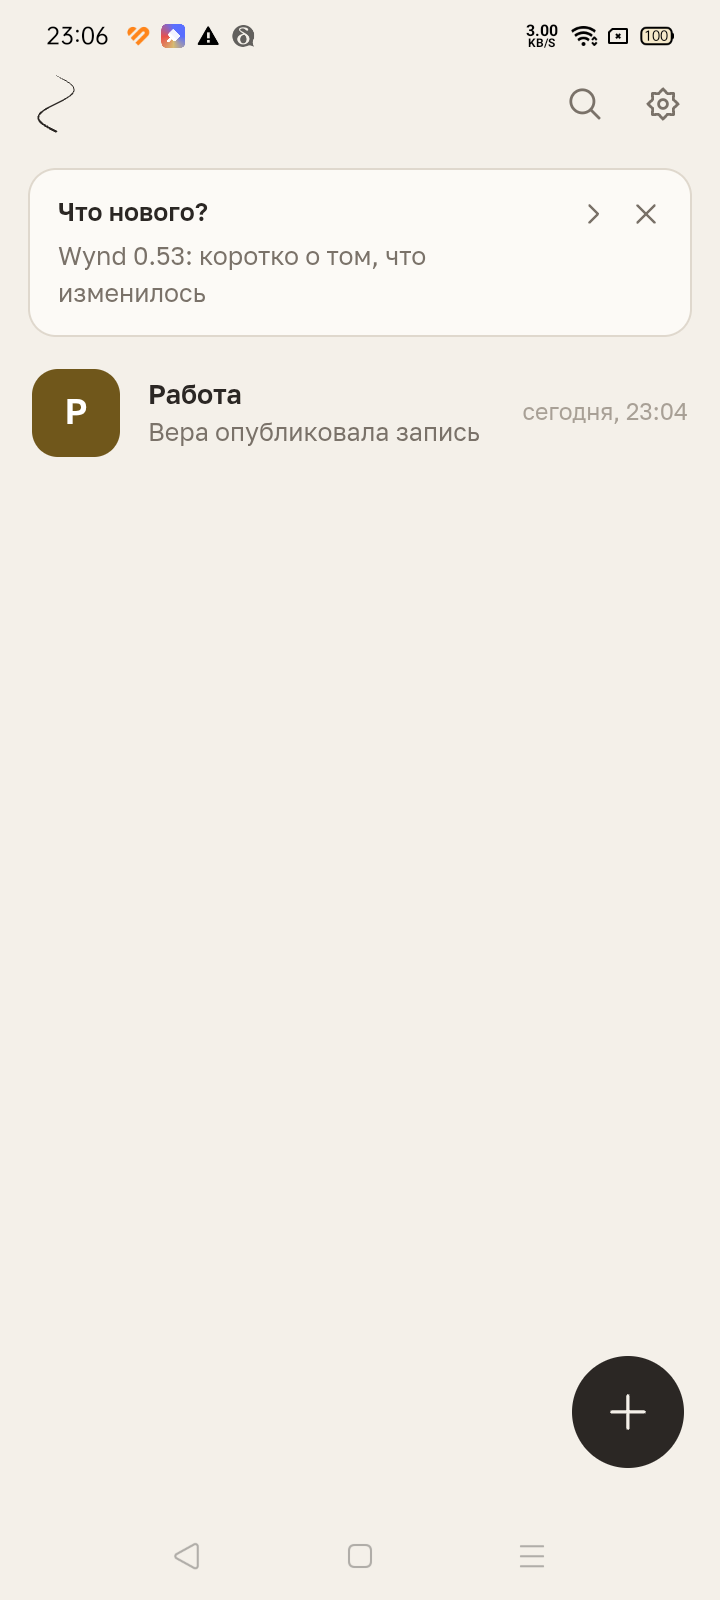 23:06
3.00
KB/S
100
Что нового?
Wynd 0.53: коротко о том, что
изменилось
Р
Работа
Вера опубликовала запись
сегодня, 23:04